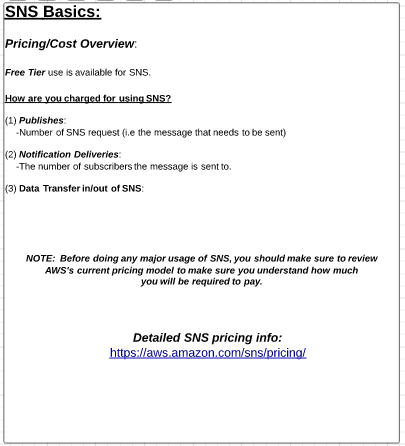 SNS Basics:
Pricing/Cost Overview:
Free Tier use is available for SNS.
How are you charged for using SNS?
(1) Publishes:
-Number of SNS request (i.e the message that needs to be sent)
(2) Notification Deliveries:
-The number of subscribers the message is sent to.
(3) Data Transfer in/out of SNS:
NOTE: Before doing any major usage of SNS, you should make sure to review
AWS's current pricing model to make sure you understand how much
you will be required to pay.
Detailed SNS pricing info:
https://aws.amazon.com/sns/pricing/